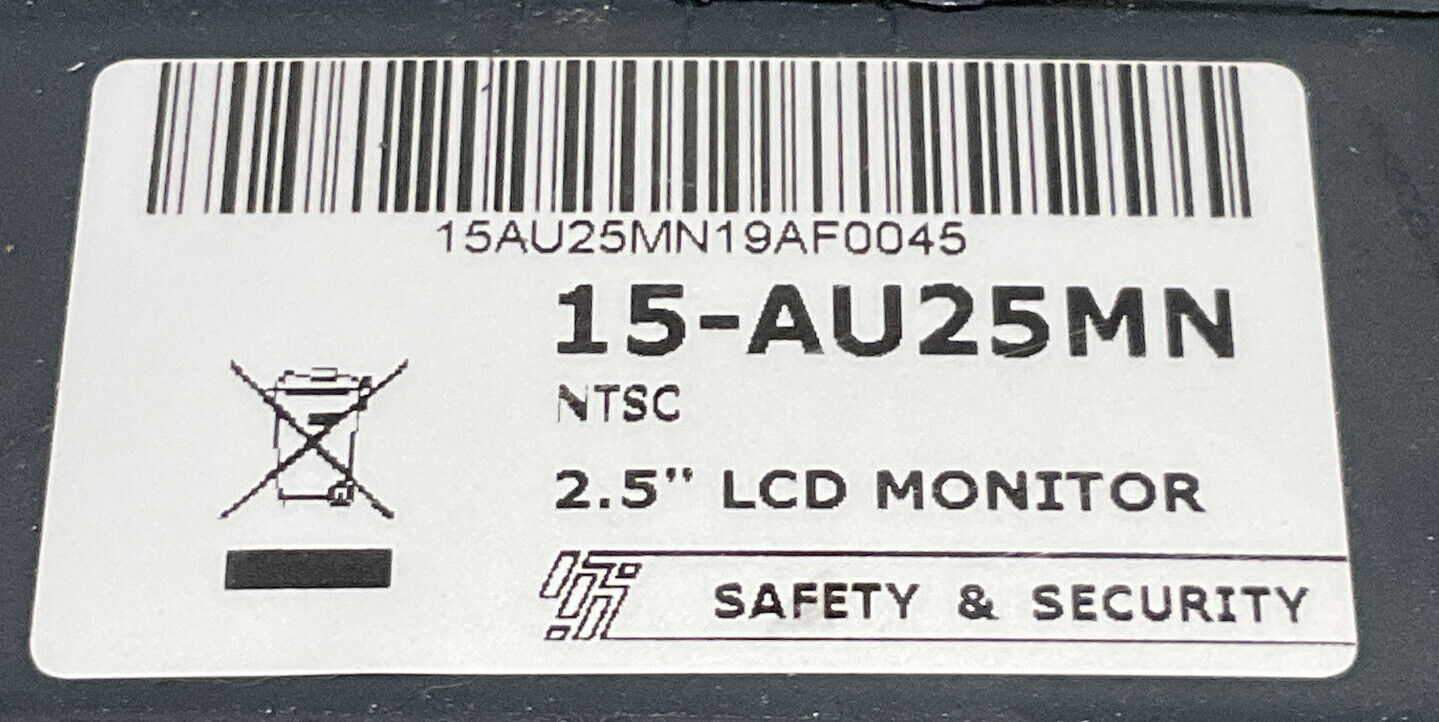 15AU25MN19AF0045
15-AU25MN
NTSC
2.5" LCD MONITOR
SAFETY & SECURITY